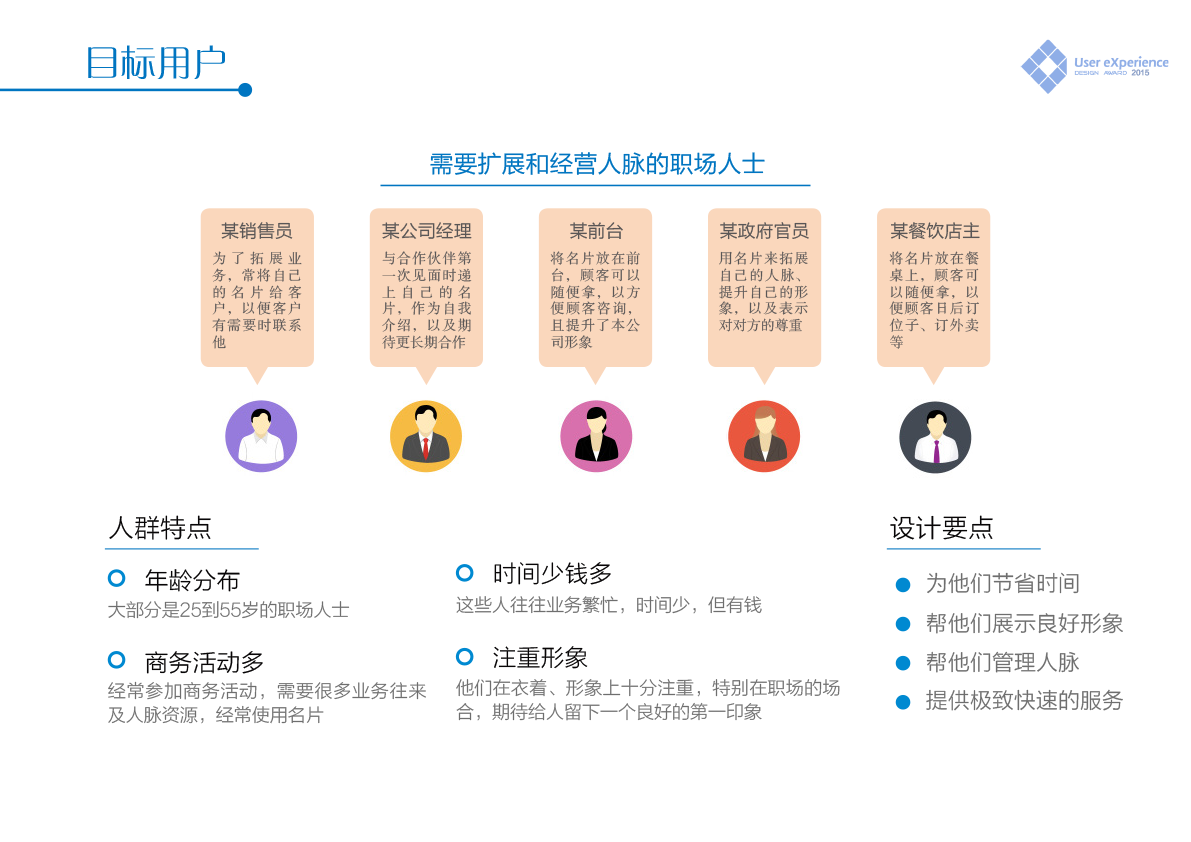 目标用户
User eXperience
DESIGN AWARD 2015
需要扩展和经营人脉的职场人士
某销售员
为了拓展业
务，常将自己
的名片给客
户，以便客户
有需要时联系
他
某公司经理
与合作伙伴第
一次见面时递
上自己的名
片，作为自我
介绍，以及期
待更长期合作
某前台
将名片放在前
台，顾客可以
随便拿，以方
便顾客咨询，
且提升了本公
司形象
某政府官员
用名片来拓展
自己的人脉、
提升自己的形
象，以及表示
对对方的尊重
某餐饮店主
将名片放在餐
桌上，顾客可
以随便拿，以
便顾客日后订
位子、订外卖
等
人群特点
年龄分布
大部分是25到55岁的职场人士
商务活动多
经常参加商务活动，需要很多业务往来
及人脉资源，经常使用名片
时间少钱多
这些人往往业务繁忙，时间少，但有钱
注重形象
他们在衣着、形象上十分注重，特别在职场的场
合，期待给人留下一个良好的第一印象
设计要点
为他们节省时间
帮他们展示良好形象
帮他们管理人脉
提供极致快速的服务